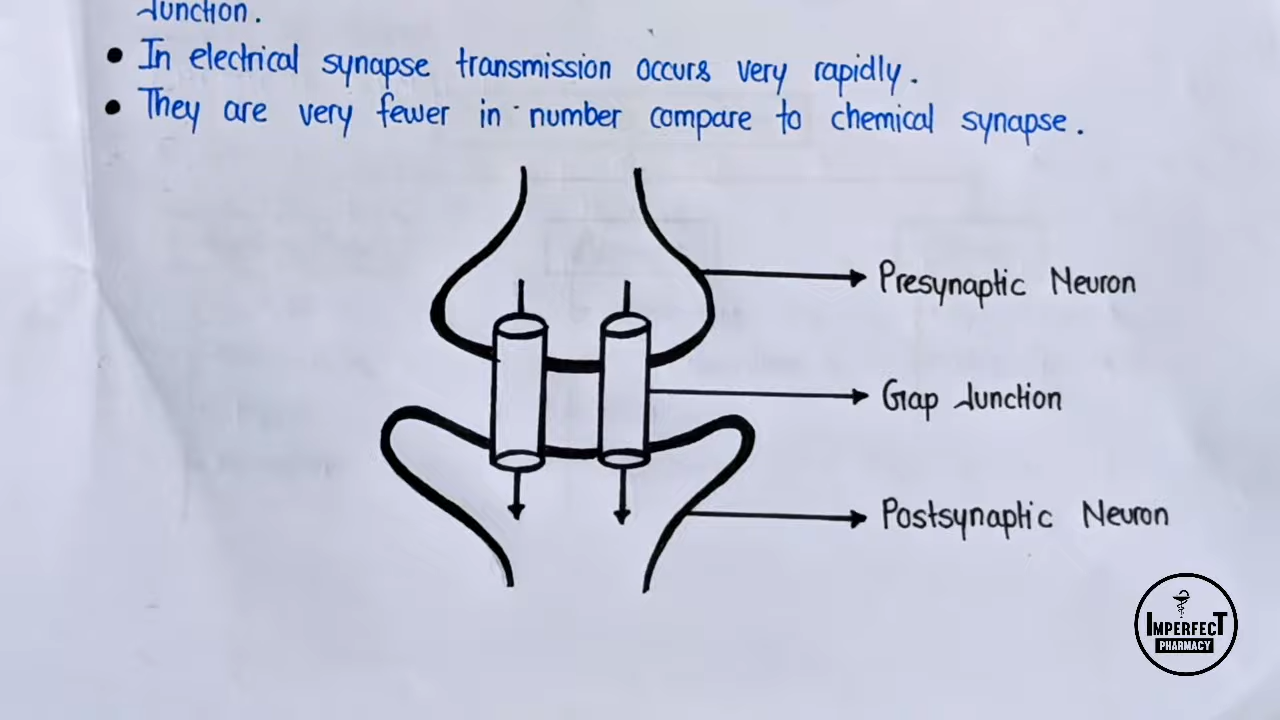 Junction.
In electrical synapse transmission occurs very rapidly.
They are very fewer in number compare to chemical synapse.
Presynaptic Neuron
Gap Junction
Postsynaptic Neuron
IMPERFECT
PHARMACY